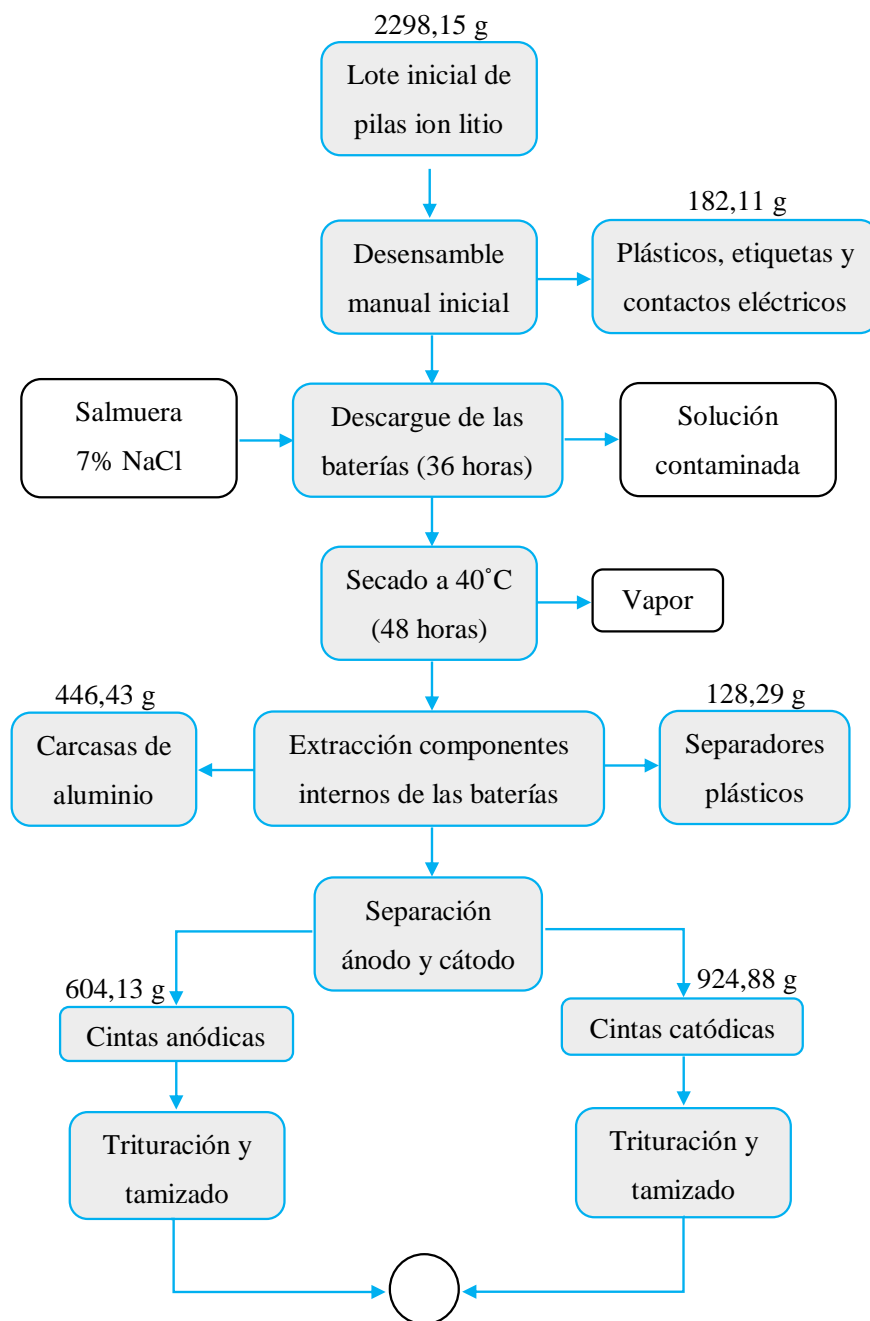 2298,15 g
Lote inicial de
pilas ion litio
182,11 g
Desensamble
manual inicial
Plásticos, etiquetas y
contactos eléctricos
Salmuera
7% NaCl
Descargue de las
baterías (36 horas)
Solución
contaminada
Secado a 40˚C
(48 horas)
Vapor
446,43 g
Carcasas de
aluminio
Extracción componentes
internos de las baterías
128,29 g
Separadores
plásticos
Separación
ánodo y cátodo
604,13 g
Cintas anódicas
924,88 g
Cintas catódicas
Trituración y
tamizado
Trituración y
tamizado